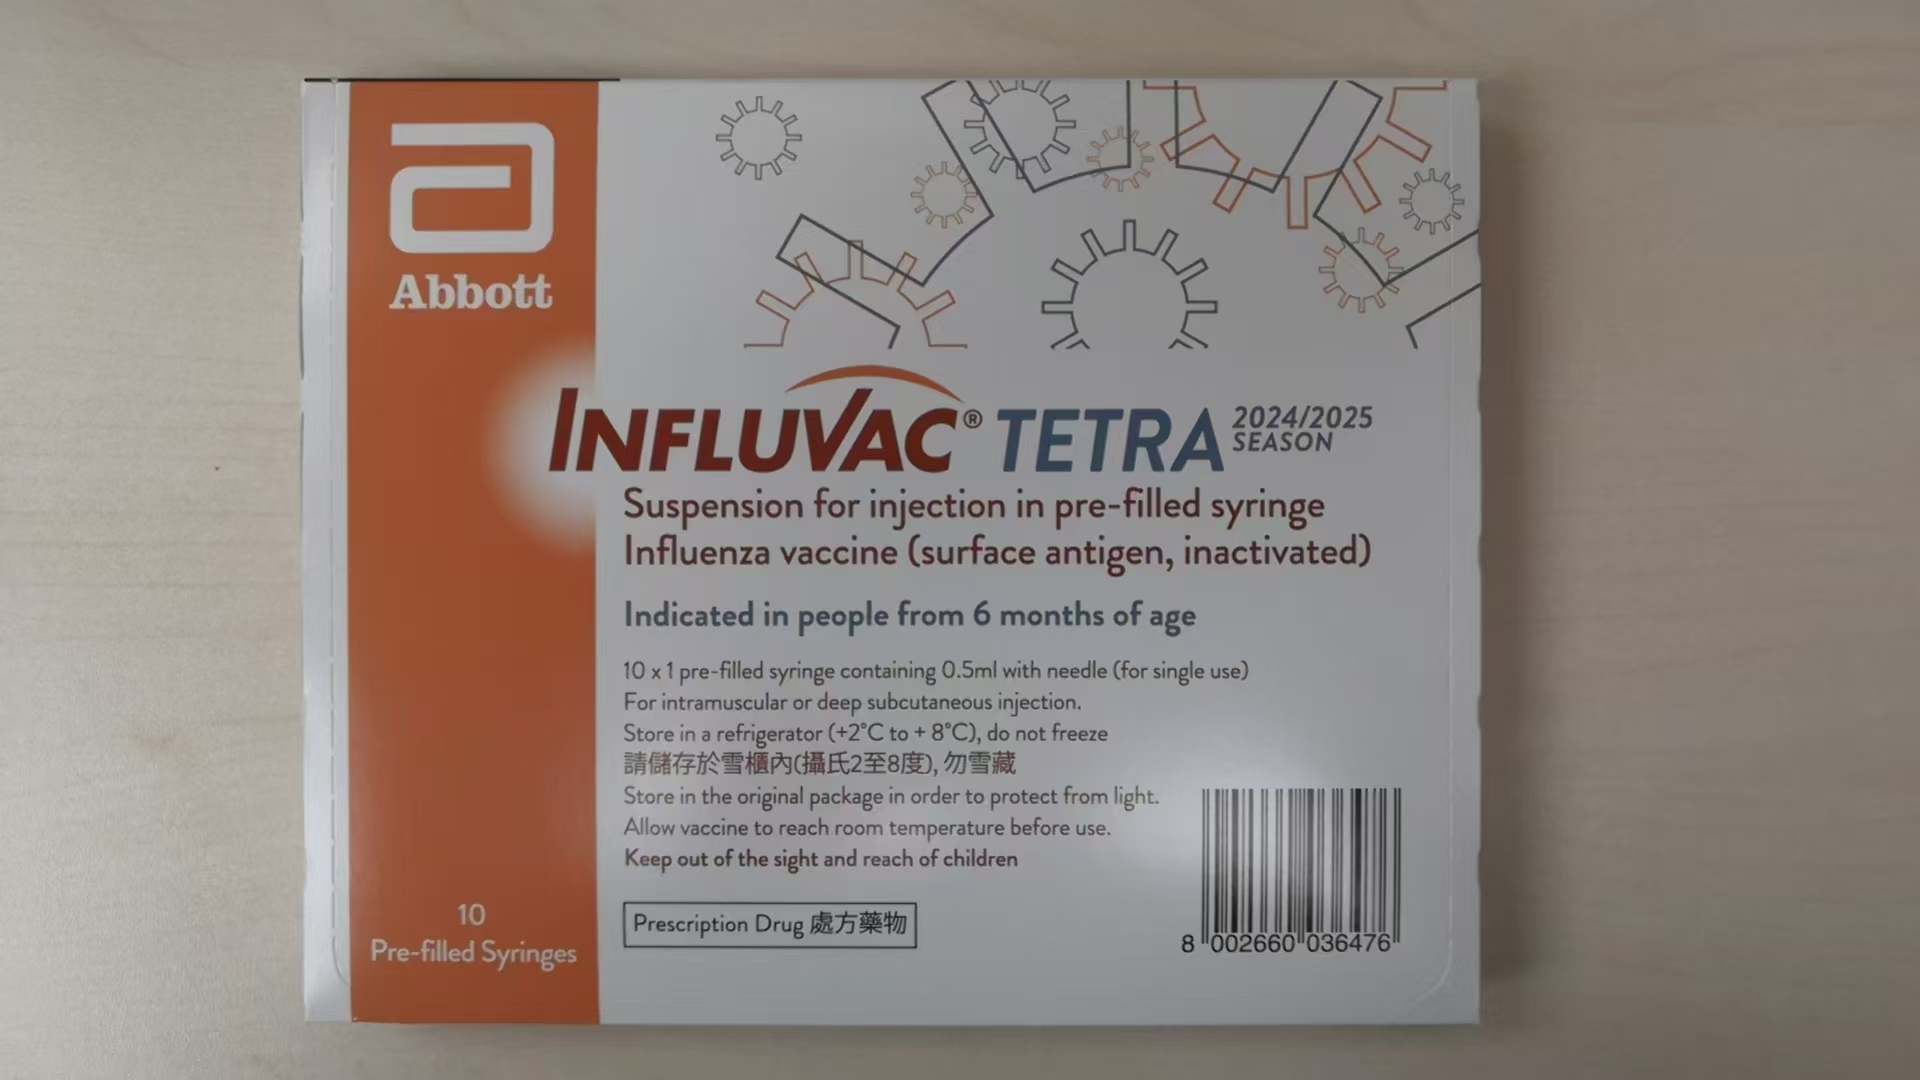 Abbott
INFLUVAC® TETRA 2024/2025 SEASON
Suspension for injection in pre-filled syringe
Influenza vaccine (surface antigen, inactivated)
Indicated in people from 6 months of age
10 x 1 pre-filled syringe containing 0.5ml with needle (for single use)
For intramuscular or deep subcutaneous injection.
Store in a refrigerator (+2°C to + 8°C), do not freeze
請儲存於雪櫃內(攝氏2至8度), 勿雪藏
Store in the original package in order to protect from light.
Allow vaccine to reach room temperature before use.
Keep out of the sight and reach of children
Prescription Drug 處方藥物
10
Pre-filled Syringes
8 002660 036476